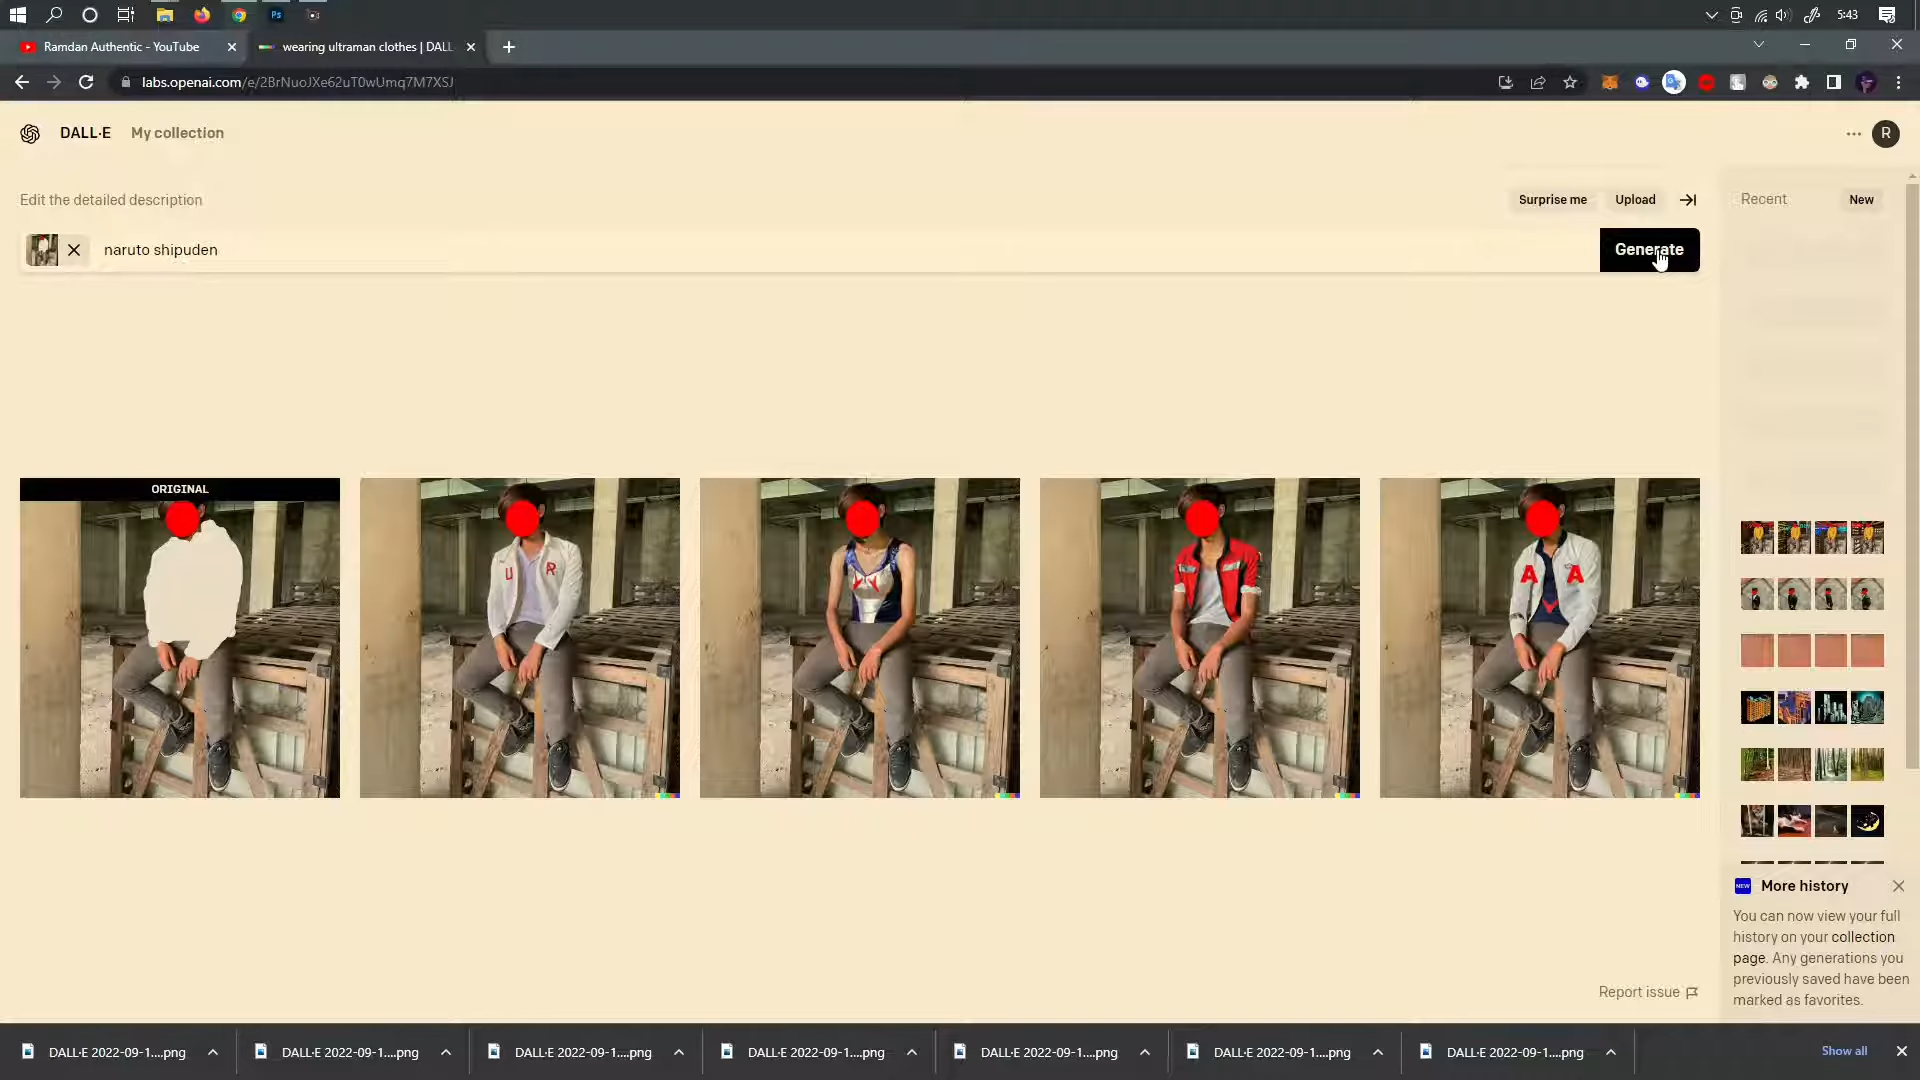 5:43
Ramdan Authentic - YouTube
wearing ultraman clothes | DALL
labs.openai.com/e/2BrNuoJXe62uT0wUmq7M7XSJ
DALL·E
My collection
R
Edit the detailed description
Surprise me
Upload
Recent
New
naruto shipuden
Generate
ORIGINAL
U R
A A
NEW
More history
You can now view your full
history on your collection
page. Any generations you
previously saved have been
marked as favorites.
Report issue
DALL·E 2022-09-1....png
DALL·E 2022-09-1....png
DALL·E 2022-09-1....png
DALL·E 2022-09-1....png
DALL·E 2022-09-1....png
DALL·E 2022-09-1....png
DALL·E 2022-09-1....png
Show all